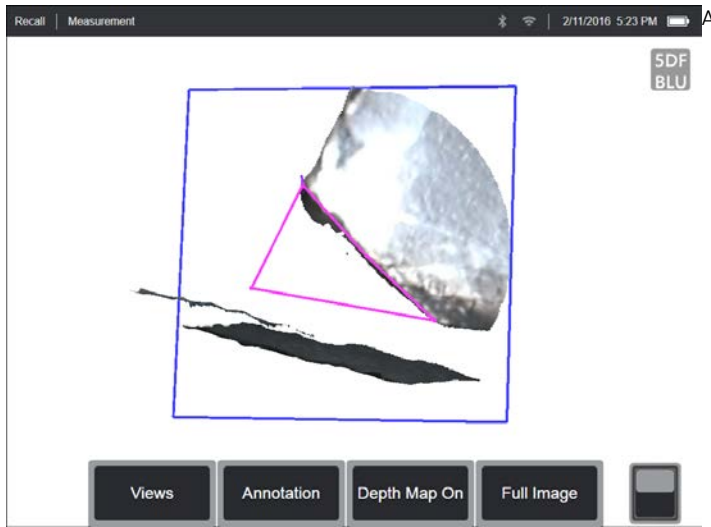 Recall | Measurement 2/11/2016 5:23 PM A
5DF
BLU
Views Annotation Depth Map On Full Image